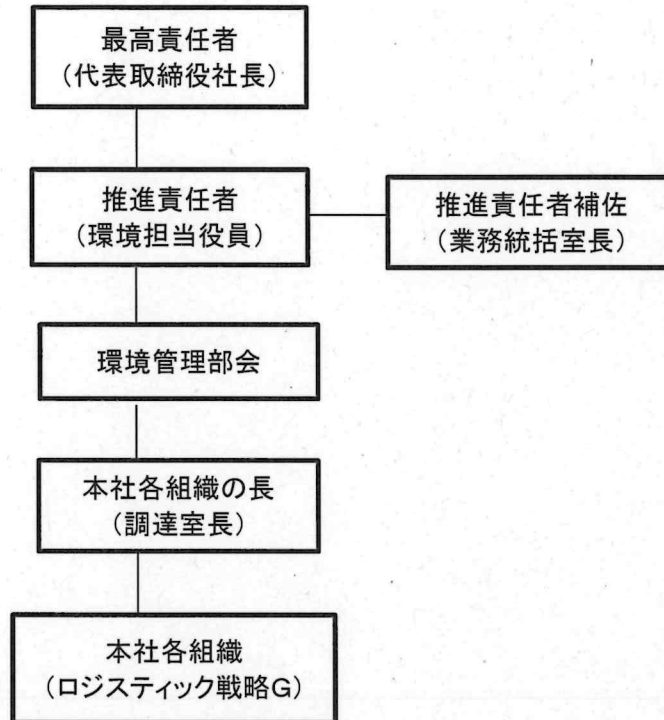 最高責任者
（代表取締役社長）
推進責任者
（環境担当役員）
推進責任者補佐
（業務統括室長）
環境管理部会
本社各組織の長
（調達室長）
本社各組織
（ロジスティック戦略G）